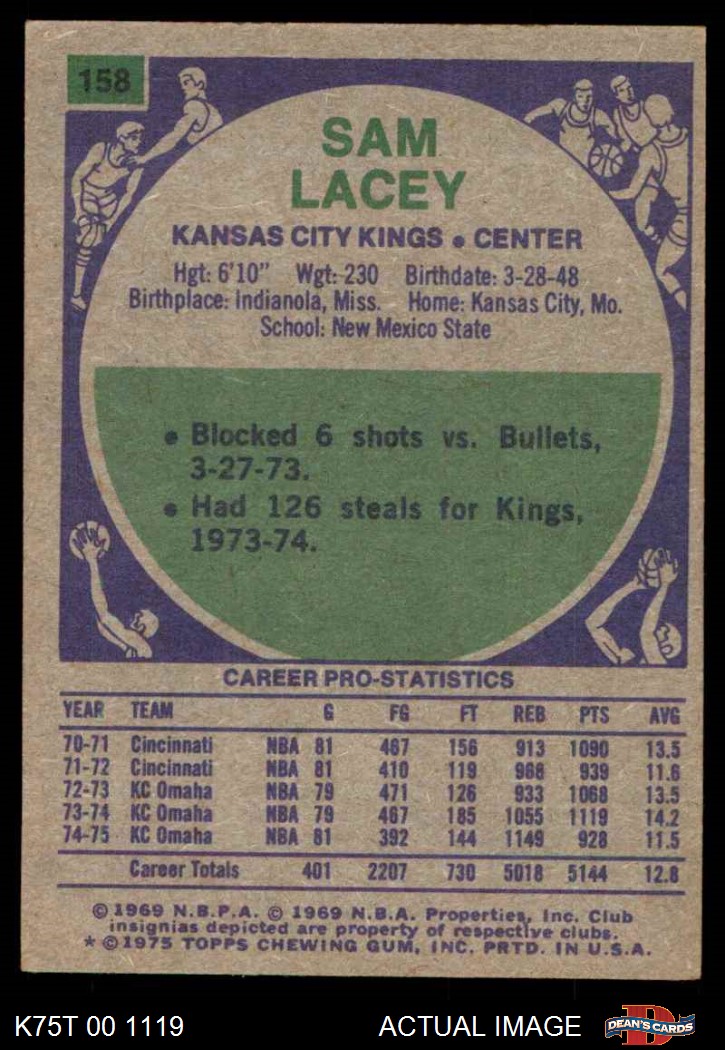 158
SAM
LACEY
KANSAS CITY KINGS • CENTER
Hgt: 6'10" Wgt: 230 Birthdate: 3-28-48
Birthplace: Indianola, Miss. Home: Kansas City, Mo.
School: New Mexico State
• Blocked 6 shots vs. Bullets,
3-27-73.
• Had 126 steals for Kings,
1973-74.
CAREER PRO-STATISTICS
YEAR TEAM G FG FT REB PTS AVG
70-71 Cincinnati NBA 81 467 156 913 1090 13.5
71-72 Cincinnati NBA 81 410 119 968 939 11.6
72-73 KC Omaha NBA 79 471 126 933 1068 13.5
73-74 KC Omaha NBA 79 467 185 1055 1119 14.2
74-75 KC Omaha NBA 81 392 144 1149 928 11.5
Career Totals 401 2207 730 5018 5144 12.8
© 1969 N.B.P.A. © 1969 N.B.A. Properties, Inc. Club
insignias depicted are property of respective clubs.
* © 1975 TOPPS CHEWING GUM, INC. PRTD. IN U.S.A.
K75T 00 1119 ACTUAL IMAGE
DEAN'S CARDS